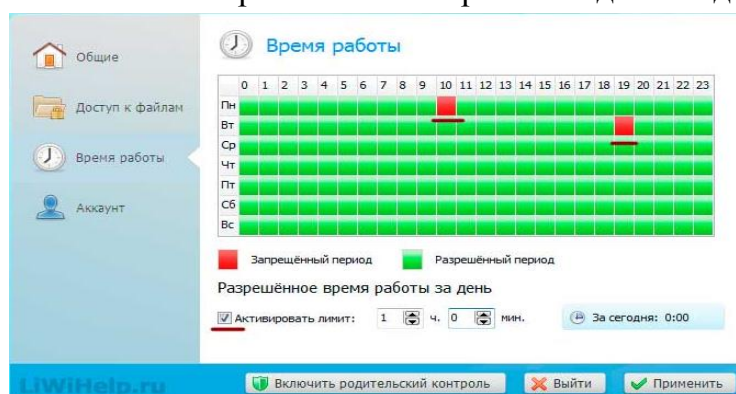 Общие
Доступ к файлам
Время работы
Аккаунт
Время работы
0 1 2 3 4 5 6 7 8 9 10 11 12 13 14 15 16 17 18 19 20 21 22 23
Пн
Вт
Ср
Чт
Пт
Сб
Вс
Запрещённый период Разрешённый период
Разрешённое время работы за день
Активировать лимит: 1 ч. 0 мин. За сегодня: 0:00
LiWiHelp.ru
Включить родительский контроль Выйти Применить